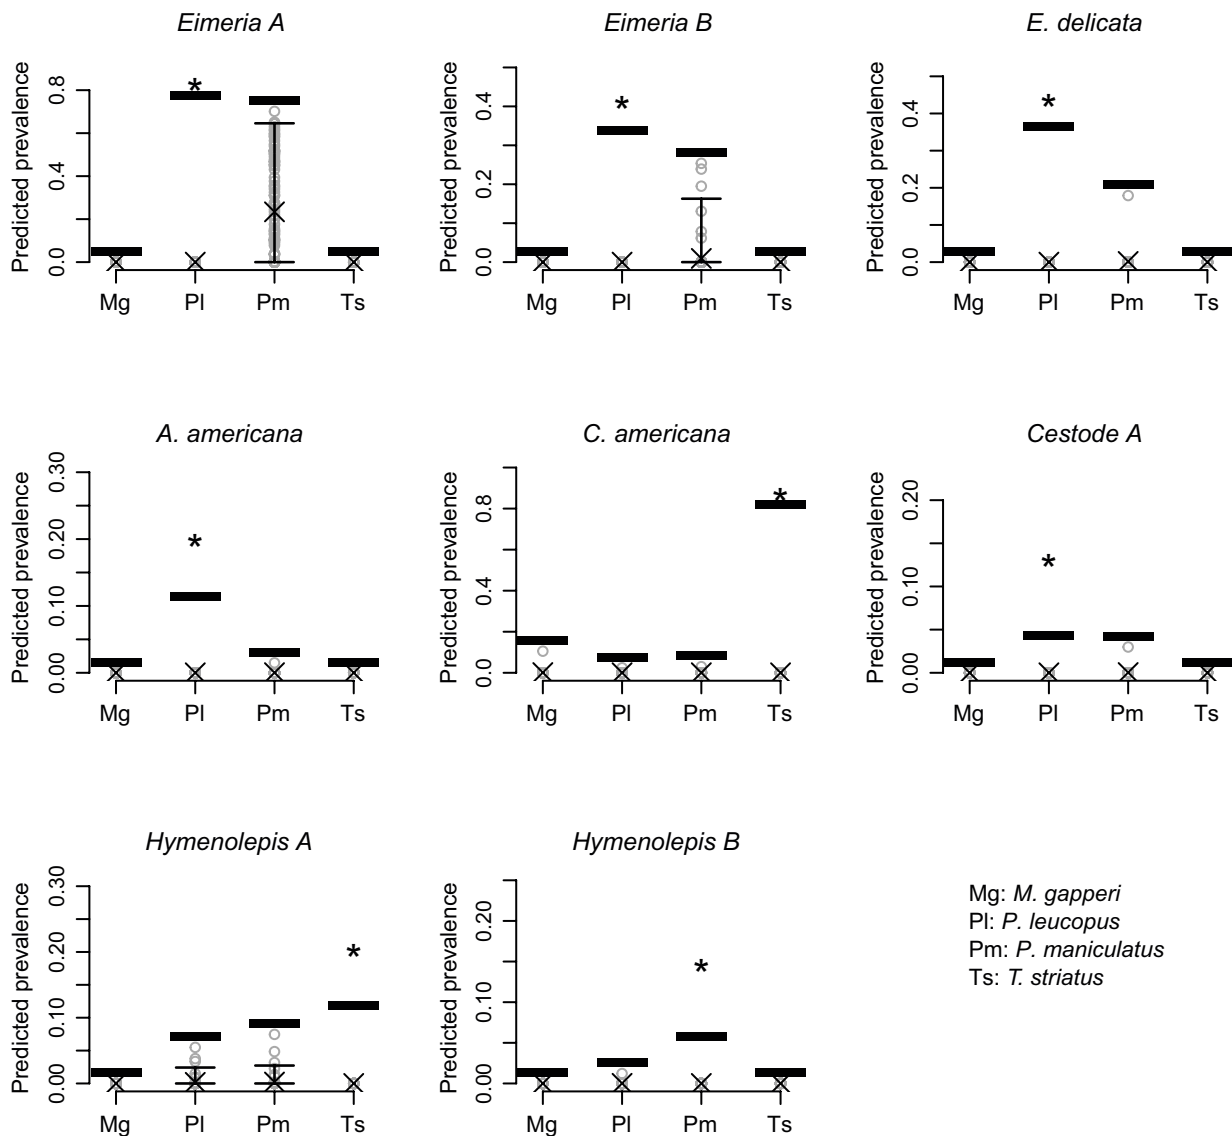 Eimeria A
Predicted prevalence
0.0 0.4 0.8
Mg Pl Pm Ts
*
Eimeria B
Predicted prevalence
0.0 0.2 0.4
Mg Pl Pm Ts
*
E. delicata
Predicted prevalence
0.0 0.2 0.4
Mg Pl Pm Ts
*
A. americana
Predicted prevalence
0.00 0.10 0.20 0.30
Mg Pl Pm Ts
*
C. americana
Predicted prevalence
0.0 0.4 0.8
Mg Pl Pm Ts
*
Cestode A
Predicted prevalence
0.00 0.10 0.20
Mg Pl Pm Ts
*
Hymenolepis A
Predicted prevalence
0.00 0.10 0.20 0.30
Mg Pl Pm Ts
*
Hymenolepis B
Predicted prevalence
0.00 0.10 0.20
Mg Pl Pm Ts
*
Mg: M. gapperi
Pl: P. leucopus
Pm: P. maniculatus
Ts: T. striatus